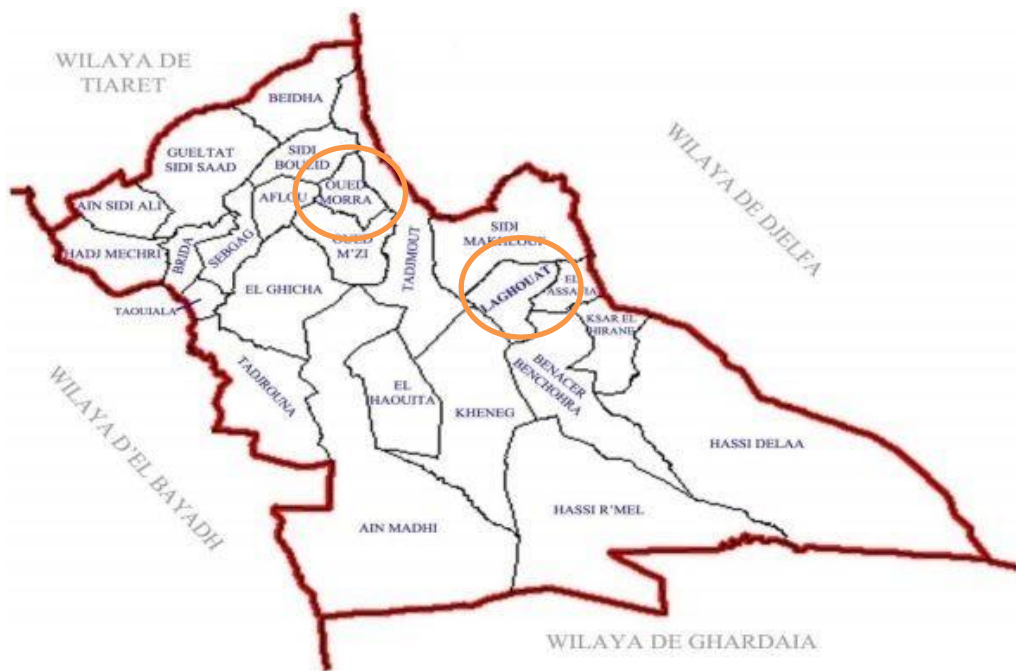 WILAYA DE
TIARET
BEIDHA
GUELTAT
SIDI SAAD
SIDI
BOUZID
AIN SIDI ALI
AFLOU
OUED
MORRA
HADJ MECHRI
BRIDA
SEBGAG
OUED
M'ZI
TADJMOUT
SIDI
MAKHLOUF
WILAYA DE DJELFA
LAGHOUAT
EL
ASSAFIA
TAOUIALA
EL GHICHA
KSAR EL
HIRANE
TADJROUNA
EL
HAOUITA
BENACER
BENCHOHRA
KHENEG
HASSI DELAA
WILAYA D'EL BAYADH
AIN MADHI
HASSI R'MEL
WILAYA DE GHARDAIA